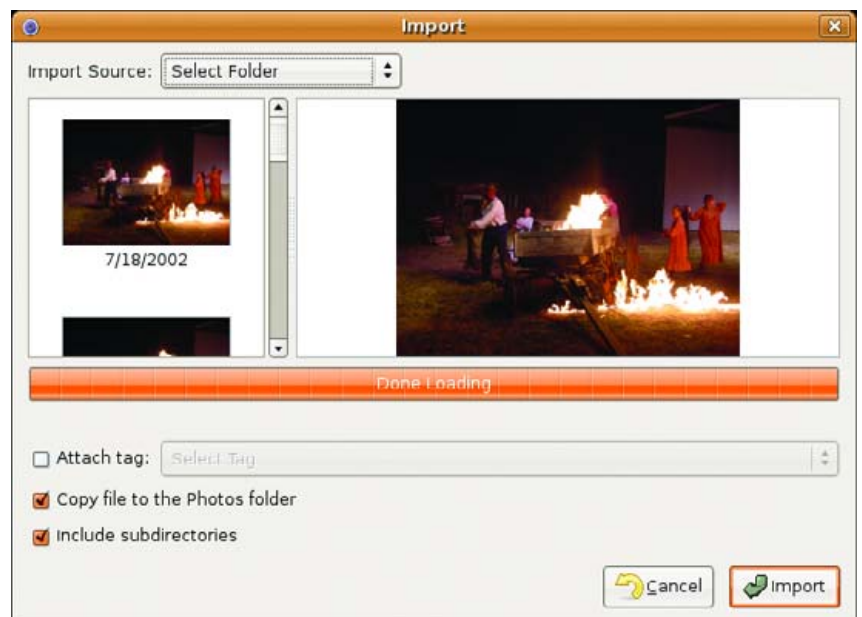 Import
Import Source: Select Folder
7/18/2002
Done Loading
Attach tag: Select Tag
Copy file to the Photos folder
Include subdirectories
Cancel Import